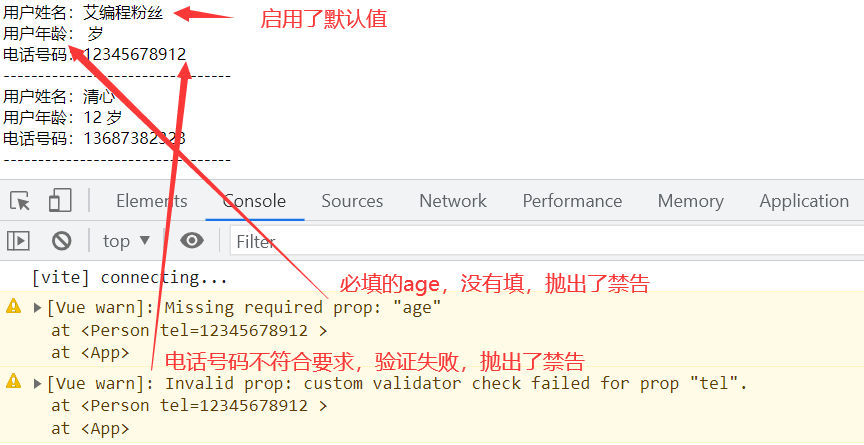 用户姓名：艾编程粉丝
启用了默认值
用户年龄： 岁
电话号码：12345678912
--------------------------------
用户姓名：清心
用户年龄：12 岁
电话号码：13687382323
--------------------------------
Elements Console Sources Network Performance Memory Application
top ▼ Filter
[vite] connecting...
必填的age，没有填，抛出了禁告
▶[Vue warn]: Missing required prop: "age"
at <Person tel=12345678912 >
at <App>
电话号码不符合要求，验证失败，抛出了禁告
▶[Vue warn]: Invalid prop: custom validator check failed for prop "tel".
at <Person tel=12345678912 >
at <App>